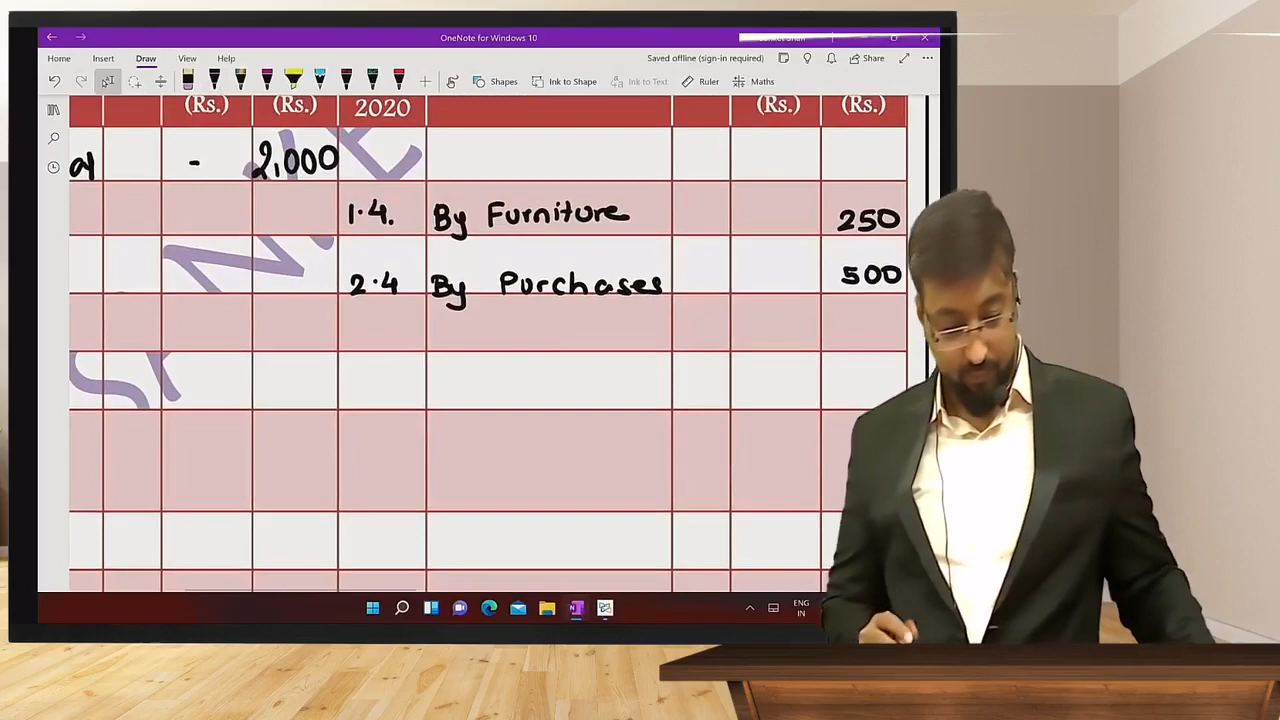 OneNote for Windows 10
Home Insert Draw View Help
Saved offline (sign-in required)
Share
Shapes Ink to Shape Ink to Text Ruler Maths
(Rs.) (Rs.) 2020 (Rs.) (Rs.)
- 2,000
1.4. By Furniture 250
2.4 By Purchases 500
ENG
IN